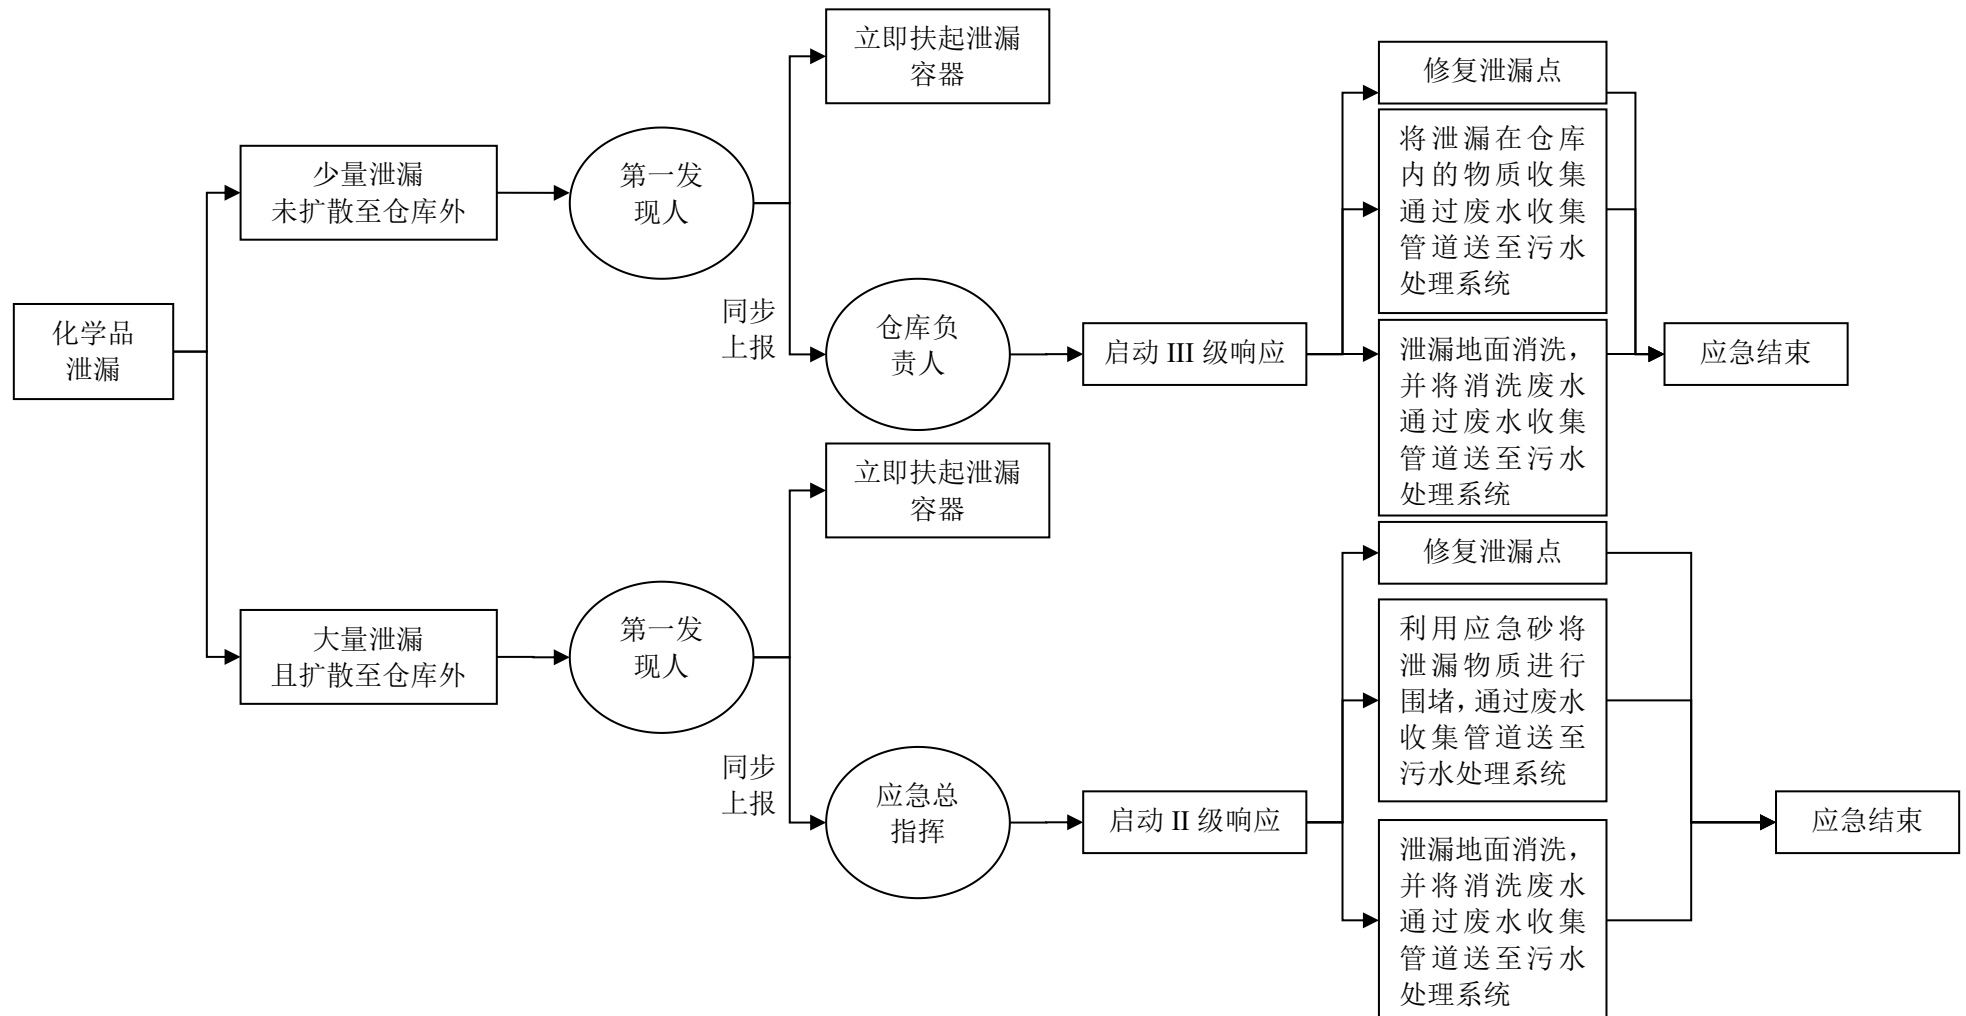 化学品
泄漏
少量泄漏
未扩散至仓库外
第一发
现人
立即扶起泄漏
容器
同步
上报
仓库负
责人
启动 III 级响应
修复泄漏点
将泄漏在仓库
内的物质收集
通过废水收集
管道送至污水
处理系统
泄漏地面消洗，
并将消洗废水
通过废水收集
管道送至污水
处理系统
应急结束
大量泄漏
且扩散至仓库外
第一发
现人
立即扶起泄漏
容器
同步
上报
应急总
指挥
启动 II 级响应
修复泄漏点
利用应急砂将
泄漏物质进行
围堵，通过废水
收集管道送至
污水处理系统
泄漏地面消洗，
并将消洗废水
通过废水收集
管道送至污水
处理系统
应急结束